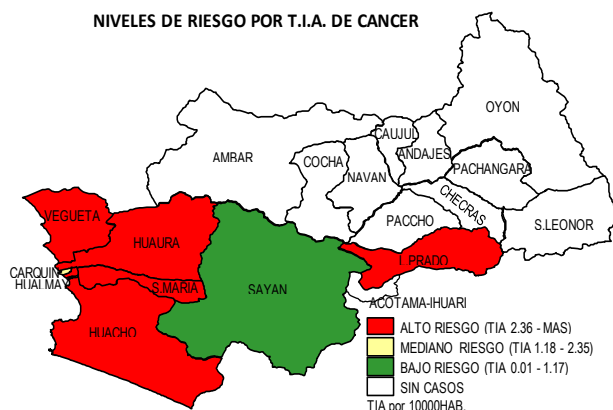 NIVELES DE RIESGO POR T.I.A. DE CANCER
OYON
CAUJUL
ANDAJES
AMBAR
COCHA
NAVAN
PACHANGARA
CHECRAS
VEGUETA
PACCHO
S.LEONOR
HUAURA
L.PRADO
CARQUIN
HUALMAY
S.MARIA
SAYAN
ACOTAMA-IHUARI
HUACHO
ALTO RIESGO (TIA 2.36 - MAS)
MEDIANO RIESGO (TIA 1.18 - 2.35)
BAJO RIESGO (TIA 0.01 - 1.17)
SIN CASOS
TIA por 10000HAB.